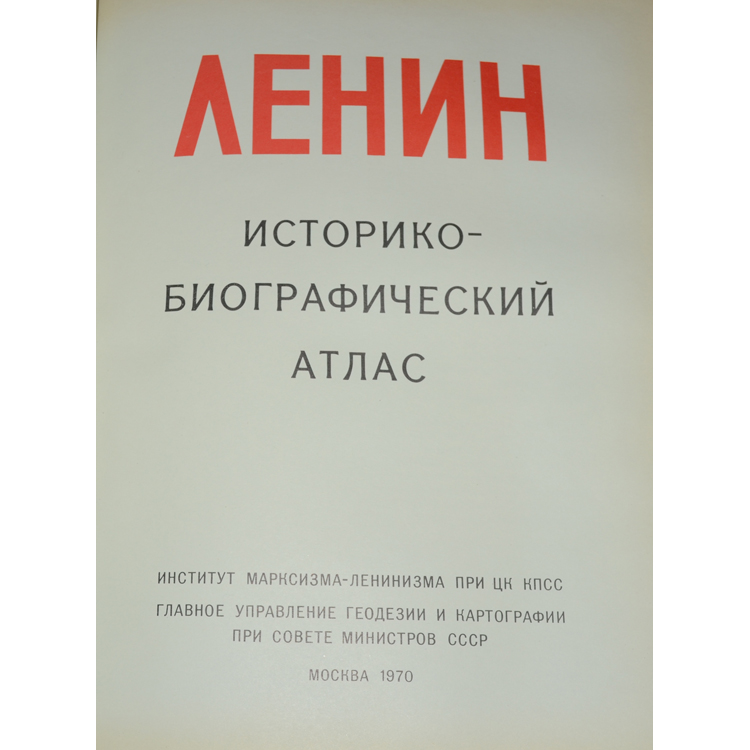 ЛЕНИН
ИСТОРИКО-
БИОГРАФИЧЕСКИЙ
АТЛАС
ИНСТИТУТ МАРКСИЗМА-ЛЕНИНИЗМА ПРИ ЦК КПСС
ГЛАВНОЕ УПРАВЛЕНИЕ ГЕОДЕЗИИ И КАРТОГРАФИИ
ПРИ СОВЕТЕ МИНИСТРОВ СССР
МОСКВА 1970